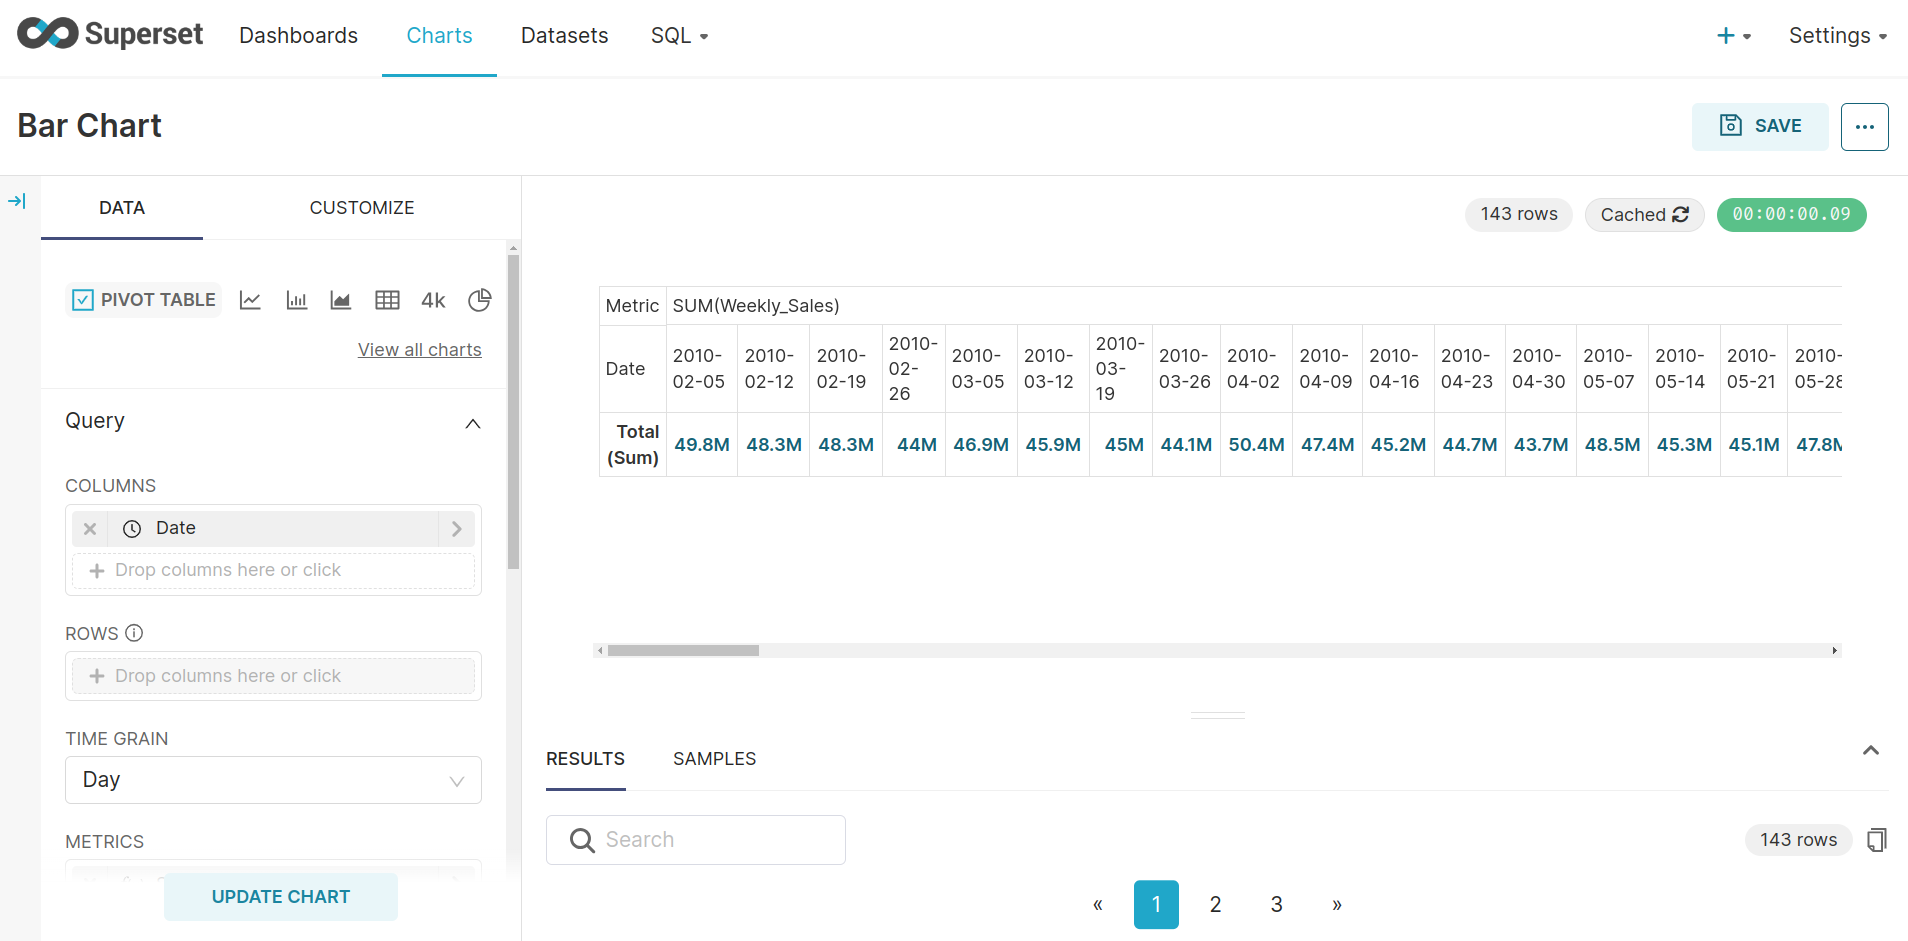 Superset Dashboards Charts Datasets SQL Settings
Bar Chart
SAVE
DATA CUSTOMIZE
143 rows Cached 00:00:00.09
PIVOT TABLE 4k
View all charts
Query
COLUMNS
Date
Drop columns here or click
ROWS
Drop columns here or click
TIME GRAIN
Day
METRICS
UPDATE CHART
Metric SUM(Weekly_Sales)
Date 2010-02-05 2010-02-12 2010-02-19 2010-02-26 2010-03-05 2010-03-12 2010-03-19 2010-03-26 2010-04-02 2010-04-09 2010-04-16 2010-04-23 2010-04-30 2010-05-07 2010-05-14 2010-05-21 2010-05-28
Total (Sum) 49.8M 48.3M 48.3M 44M 46.9M 45.9M 45M 44.1M 50.4M 47.4M 45.2M 44.7M 43.7M 48.5M 45.3M 45.1M 47.8M
RESULTS SAMPLES
Search
143 rows
« 1 2 3 »